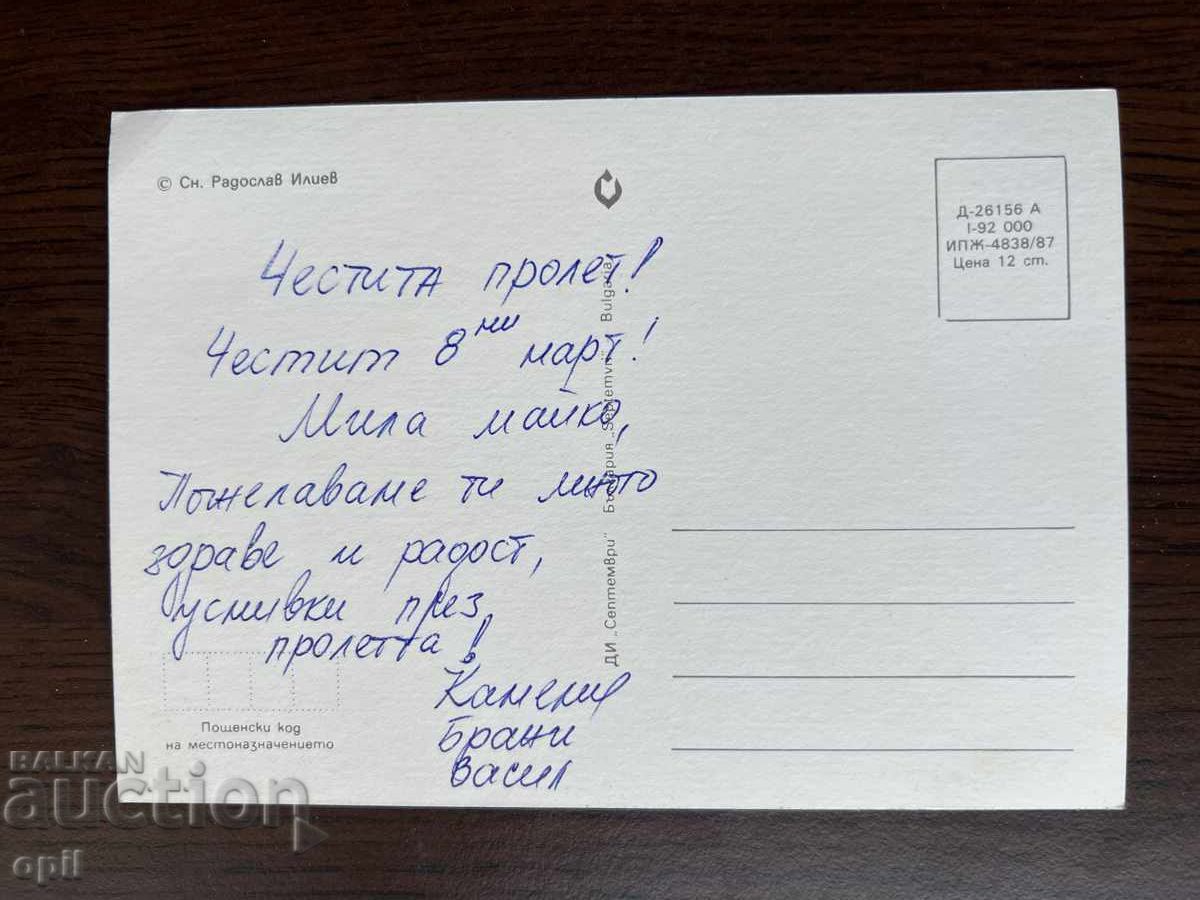 © Сн. Радослав Илиев
Честита пролет!
Честит 8ми март!
Мила майко,
Пожелаваме ти много
здраве и радост,
усмивки през
пролетта!
Брани
Васил
Пощенски код
на местоназначението
ДИ „Септември“ България „Septemvri“ Bulgaria
Д-26156 А
I-92 000
ИПЖ-4838/87
Цена 12 ст.
BALKAN
auction
opil